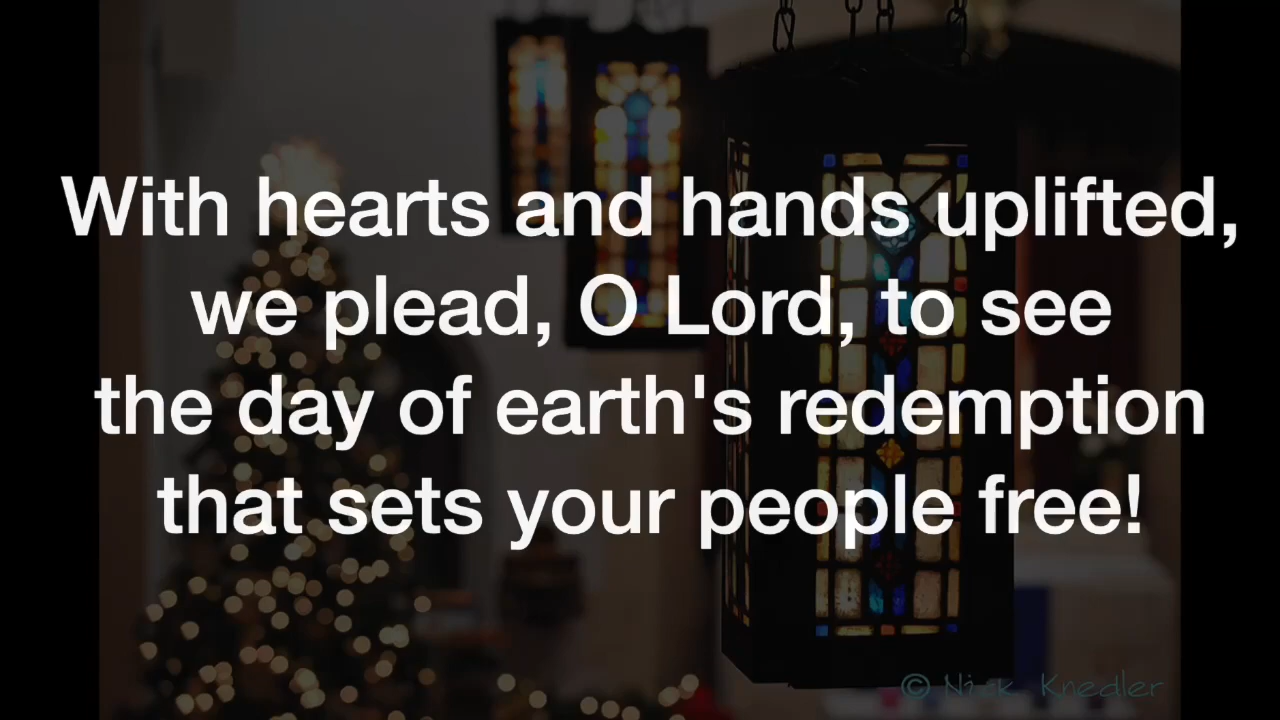 With hearts and hands uplifted,
we plead, O Lord, to see
the day of earth's redemption
that sets your people free!
© Nick Knedler